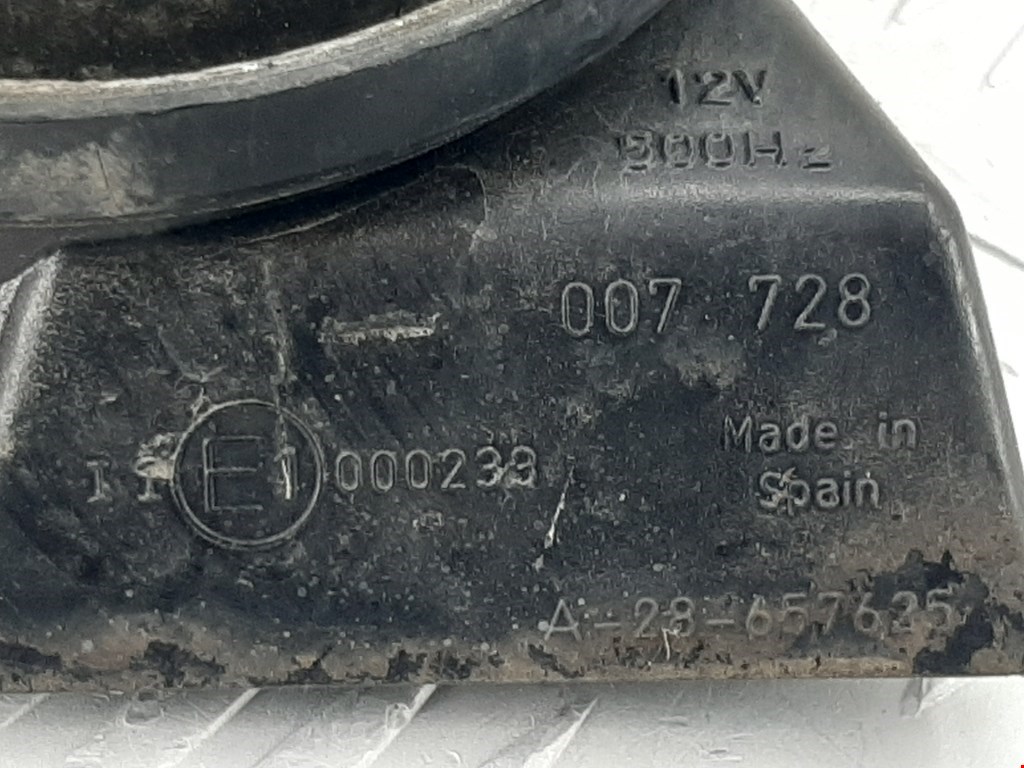 12V
500Hz
007 728
E1 000233
Made in
Spain
A-28-657625